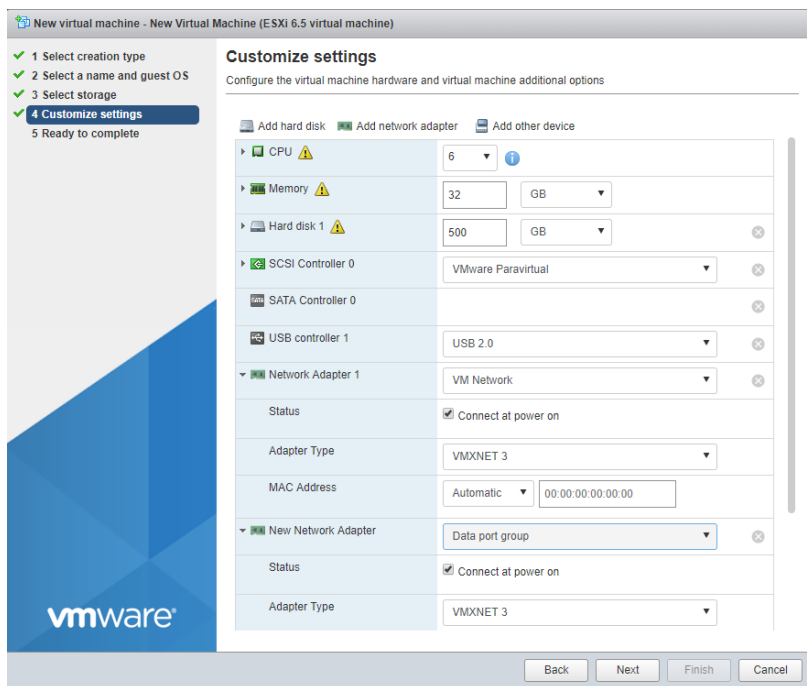 New virtual machine - New Virtual Machine (ESXi 6.5 virtual machine)
1 Select creation type
2 Select a name and guest OS
3 Select storage
4 Customize settings
5 Ready to complete
Customize settings
Configure the virtual machine hardware and virtual machine additional options
Add hard disk Add network adapter Add other device
CPU 6
Memory 32 GB
Hard disk 1 500 GB
SCSI Controller 0 VMware Paravirtual
SATA Controller 0
USB controller 1 USB 2.0
Network Adapter 1 VM Network
Status Connect at power on
Adapter Type VMXNET 3
MAC Address Automatic 00:00:00:00:00:00
New Network Adapter Data port group
Status Connect at power on
Adapter Type VMXNET 3
vmware®
Back Next Finish Cancel